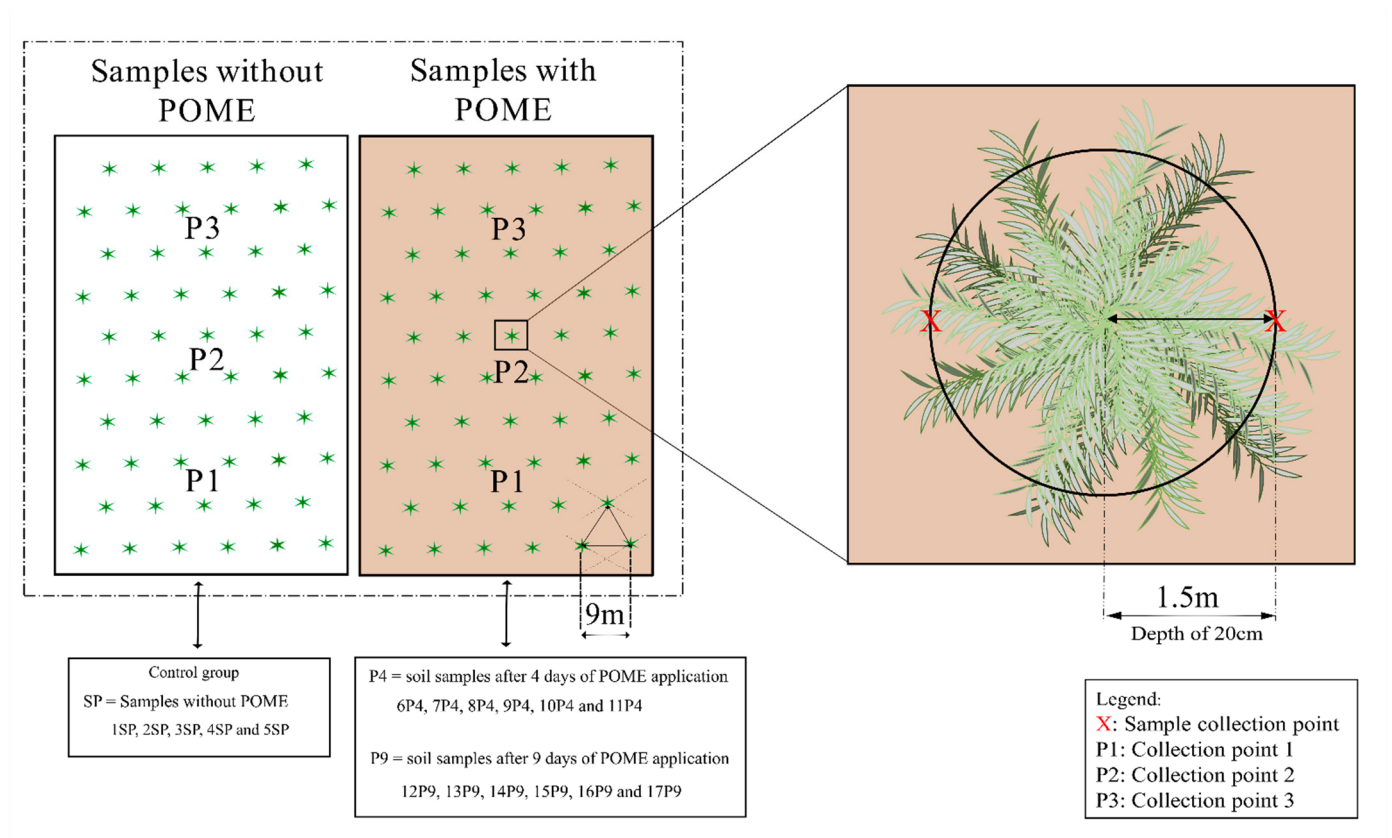 Samples without
POME
Samples with
POME
P3
P3
P2
P2
P1
P1
X
X
9m
1.5m
Depth of 20cm
Control group
SP = Samples without POME
1SP, 2SP, 3SP, 4SP and 5SP
P4 = soil samples after 4 days of POME application
6P4, 7P4, 8P4, 9P4, 10P4 and 11P4
P9 = soil samples after 9 days of POME application
12P9, 13P9, 14P9, 15P9, 16P9 and 17P9
Legend:
X: Sample collection point
P1: Collection point 1
P2: Collection point 2
P3: Collection point 3